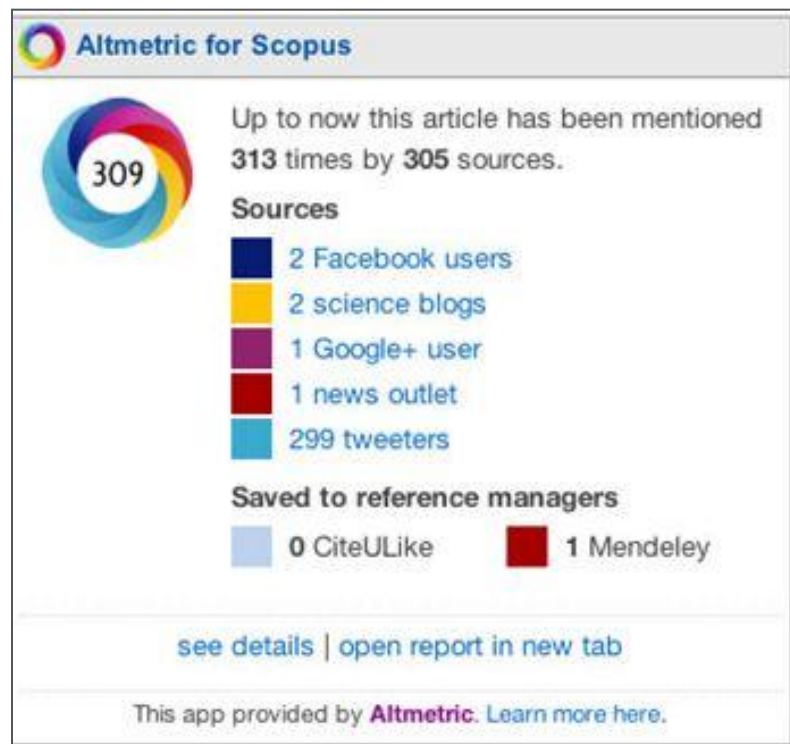 Altmetric for Scopus
309
Up to now this article has been mentioned
313 times by 305 sources.
Sources
2 Facebook users
2 science blogs
1 Google+ user
1 news outlet
299 tweeters
Saved to reference managers
0 CiteULike 1 Mendeley
see details | open report in new tab
This app provided by Altmetric. Learn more here.